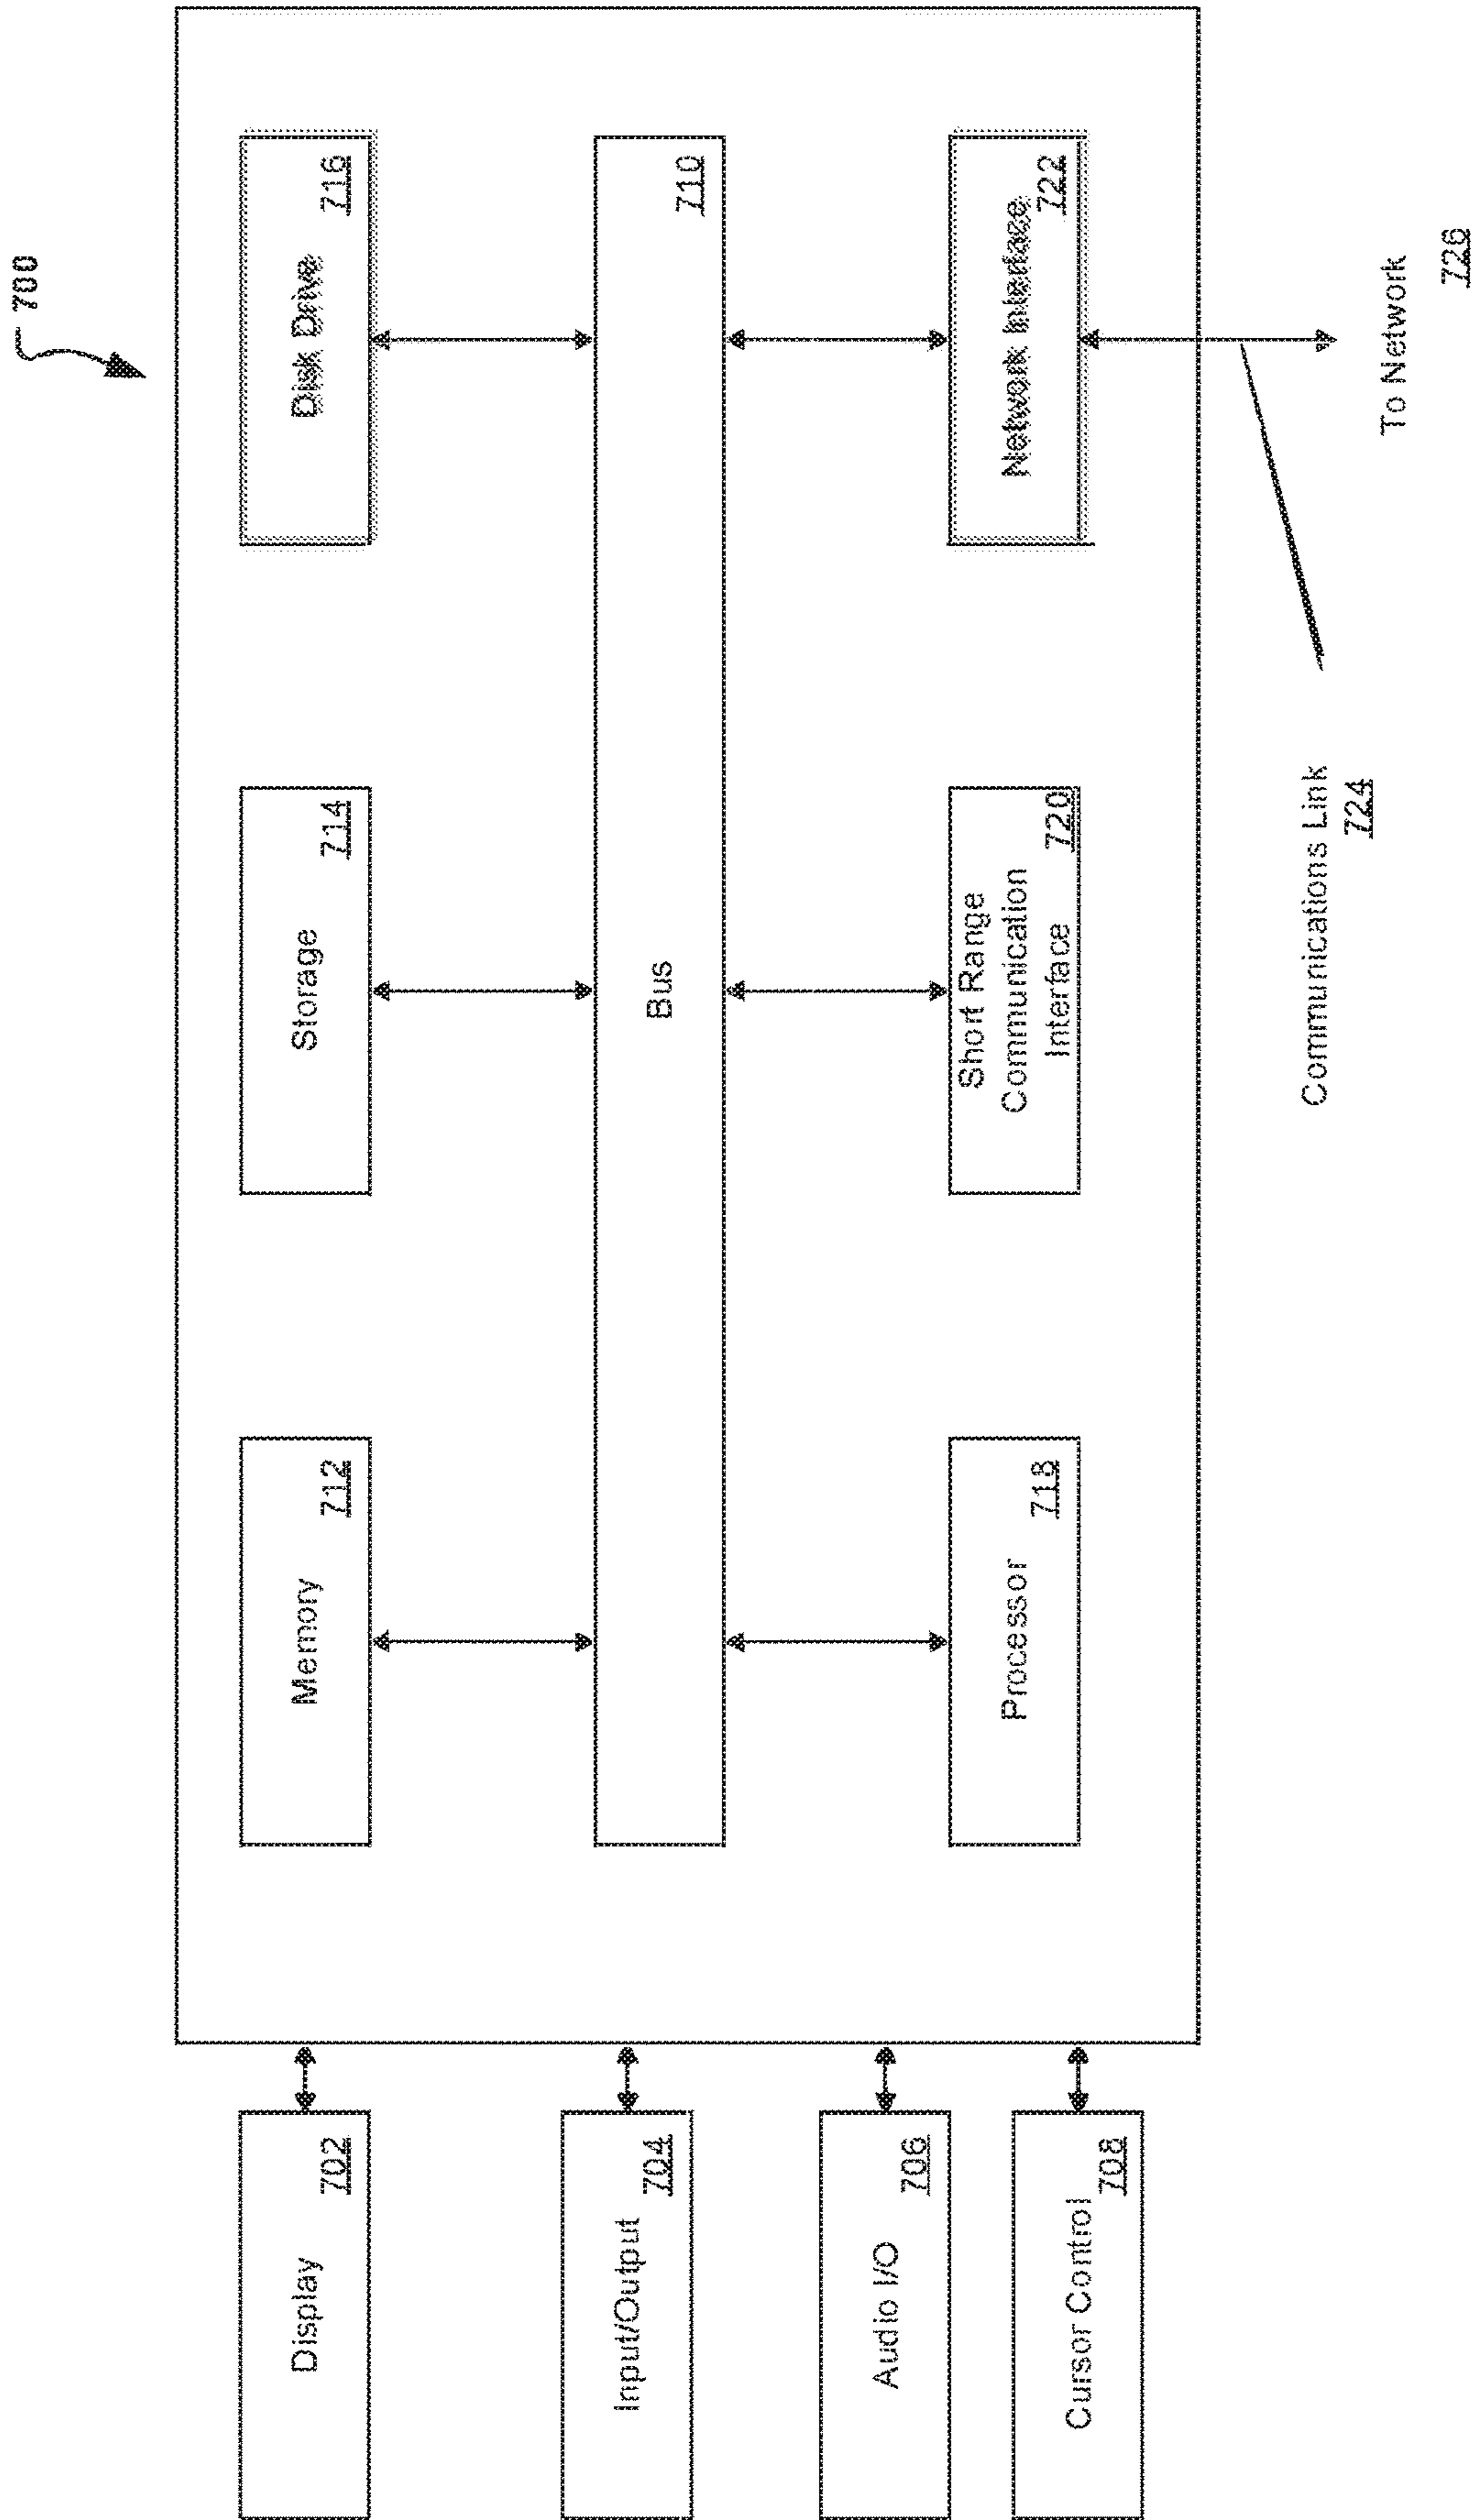 700
Display
702
Input/Output
704
Audio I/O
706
Cursor Control
708
Memory
712
Storage
714
Disk Drive
716
Bus
710
Processor
718
Short Range
Communication
Interface
720
Network Interface
722
Communications Link
724
To Network
726